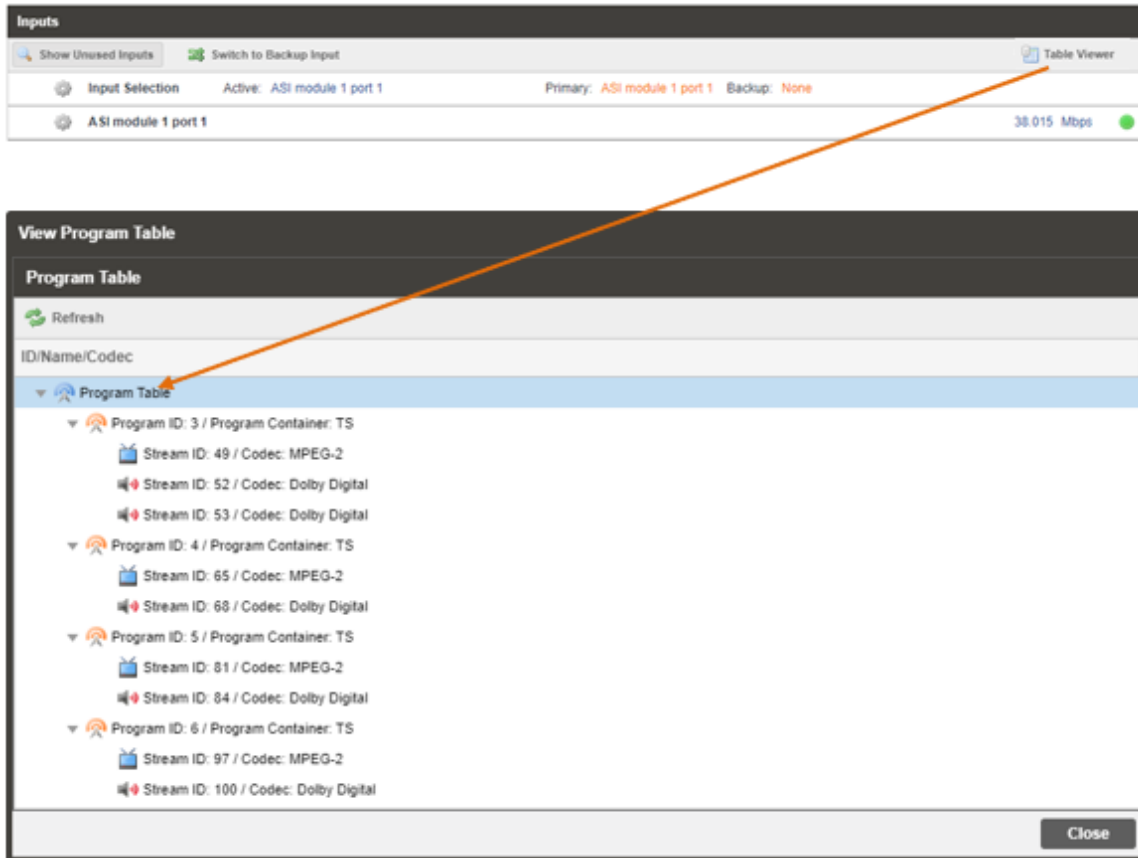 Inputs
Show Unused Inputs Switch to Backup Input Table Viewer
Input Selection Active: ASI module 1 port 1 Primary: ASI module 1 port 1 Backup: None
ASI module 1 port 1 38.015 Mbps
View Program Table
Program Table
Refresh
ID/Name/Codec
Program Table
Program ID: 3 / Program Container: TS
Stream ID: 49 / Codec: MPEG-2
Stream ID: 52 / Codec: Dolby Digital
Stream ID: 53 / Codec: Dolby Digital
Program ID: 4 / Program Container: TS
Stream ID: 65 / Codec: MPEG-2
Stream ID: 68 / Codec: Dolby Digital
Program ID: 5 / Program Container: TS
Stream ID: 81 / Codec: MPEG-2
Stream ID: 84 / Codec: Dolby Digital
Program ID: 6 / Program Container: TS
Stream ID: 97 / Codec: MPEG-2
Stream ID: 100 / Codec: Dolby Digital
Close